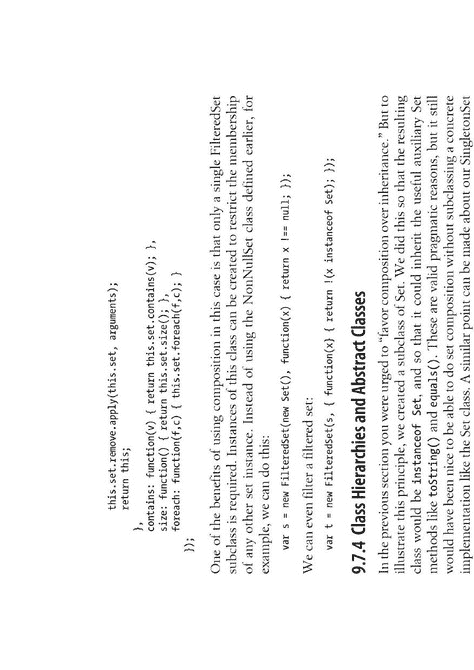 this.set.remove.apply(this.set, arguments);
return this;
},
contains: function(v) { return this.set.contains(v); },
size: function() { return this.set.size(); },
foreach: function(f,c) { this.set.foreach(f,c); }
});
One of the benefits of using composition in this case is that only a single FilteredSet
subclass is required. Instances of this class can be created to restrict the membership
of any other set instance. Instead of using the NonNullSet class defined earlier, for
example, we can do this:
var s = new FilteredSet(new Set(), function(x) { return x !== null; });
We can even filter a filtered set:
var t = new FilteredSet(s, { function(x} { return !(x instanceof Set); });
9.7.4 Class Hierarchies and Abstract Classes
In the previous section you were urged to “favor composition over inheritance.” But to
illustrate this principle, we created a subclass of Set. We did this so that the resulting
class would be instanceof Set, and so that it could inherit the useful auxiliary Set
methods like toString() and equals(). These are valid pragmatic reasons, but it still
would have been nice to be able to do set composition without subclassing a concrete
implementation like the Set class. A similar point can be made about our SingletonSet